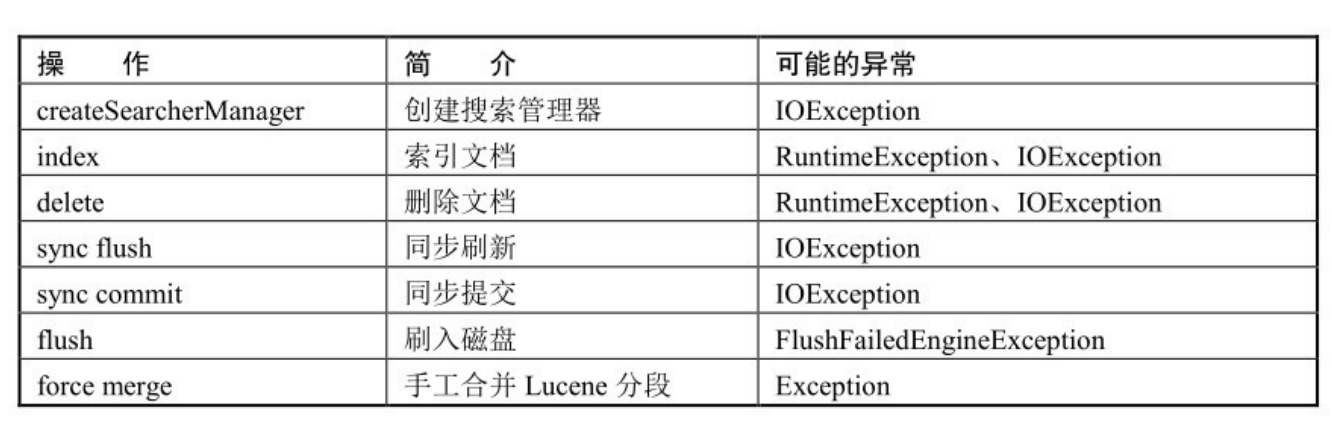 操 作 简 介 可能的异常
createSearcherManager 创建搜索管理器 IOException
index 索引文档 RuntimeException、IOException
delete 删除文档 RuntimeException、IOException
sync flush 同步刷新 IOException
sync commit 同步提交 IOException
flush 刷入磁盘 FlushFailedEngineException
force merge 手工合并 Lucene 分段 Exception